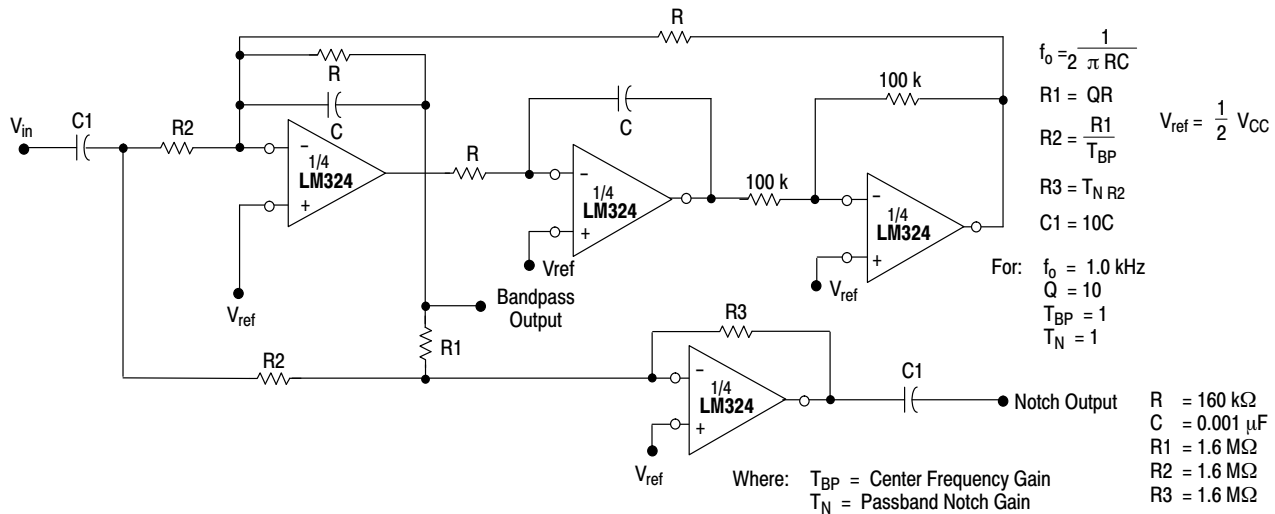 R
R
C
C1
V_in
R2
1/4
LM324
V_ref
R
C
1/4
LM324
Vref
100 k
100 k
1/4
LM324
V_ref
Bandpass
Output
R1
R2
R3
1/4
LM324
V_ref
C1
Notch Output
f_o = 1 / 2 π RC
R1 = QR
R2 = R1 / T_BP
R3 = T_N R2
C1 = 10C
V_ref = 1/2 V_CC
For: f_o = 1.0 kHz
Q = 10
T_BP = 1
T_N = 1
Where: T_BP = Center Frequency Gain
T_N = Passband Notch Gain
R = 160 kΩ
C = 0.001 μF
R1 = 1.6 MΩ
R2 = 1.6 MΩ
R3 = 1.6 MΩ